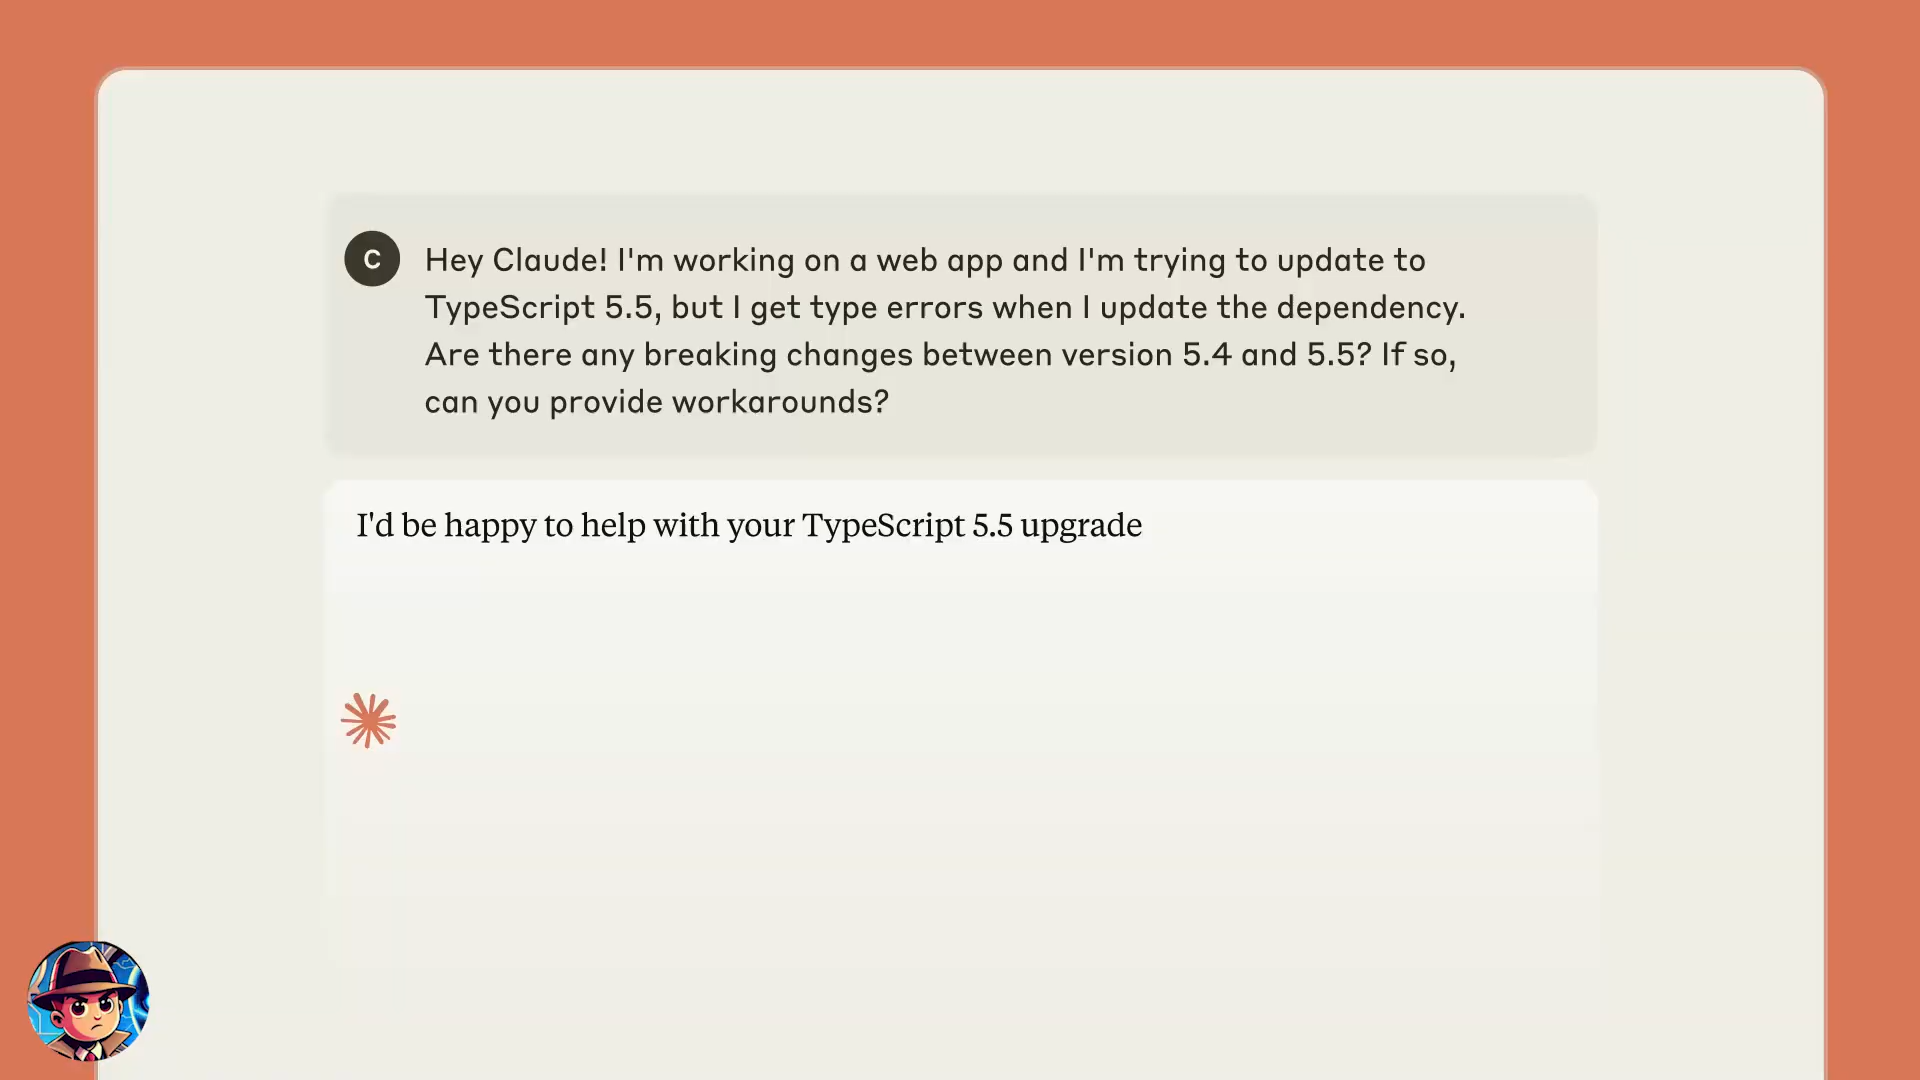 C
Hey Claude! I'm working on a web app and I'm trying to update to
TypeScript 5.5, but I get type errors when I update the dependency.
Are there any breaking changes between version 5.4 and 5.5? If so,
can you provide workarounds?
I'd be happy to help with your TypeScript 5.5 upgrade